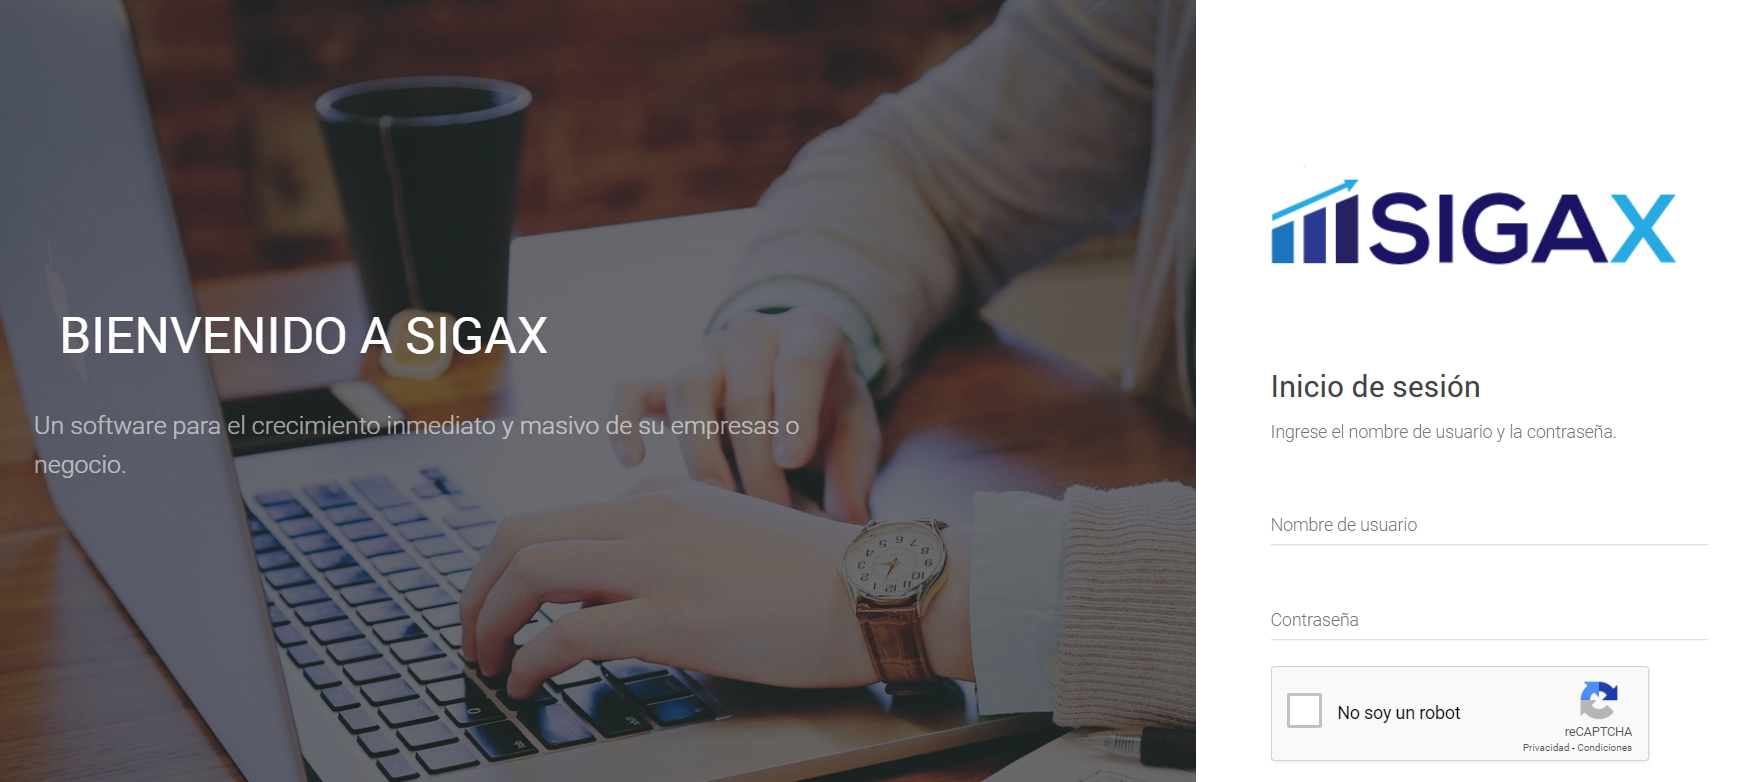 BIENVENIDO A SIGAX
Un software para el crecimiento inmediato y masivo de su empresas o
negocio.
SIGAX
Inicio de sesión
Ingrese el nombre de usuario y la contraseña.
Nombre de usuario
Contraseña
No soy un robot
reCAPTCHA
Privacidad - Condiciones